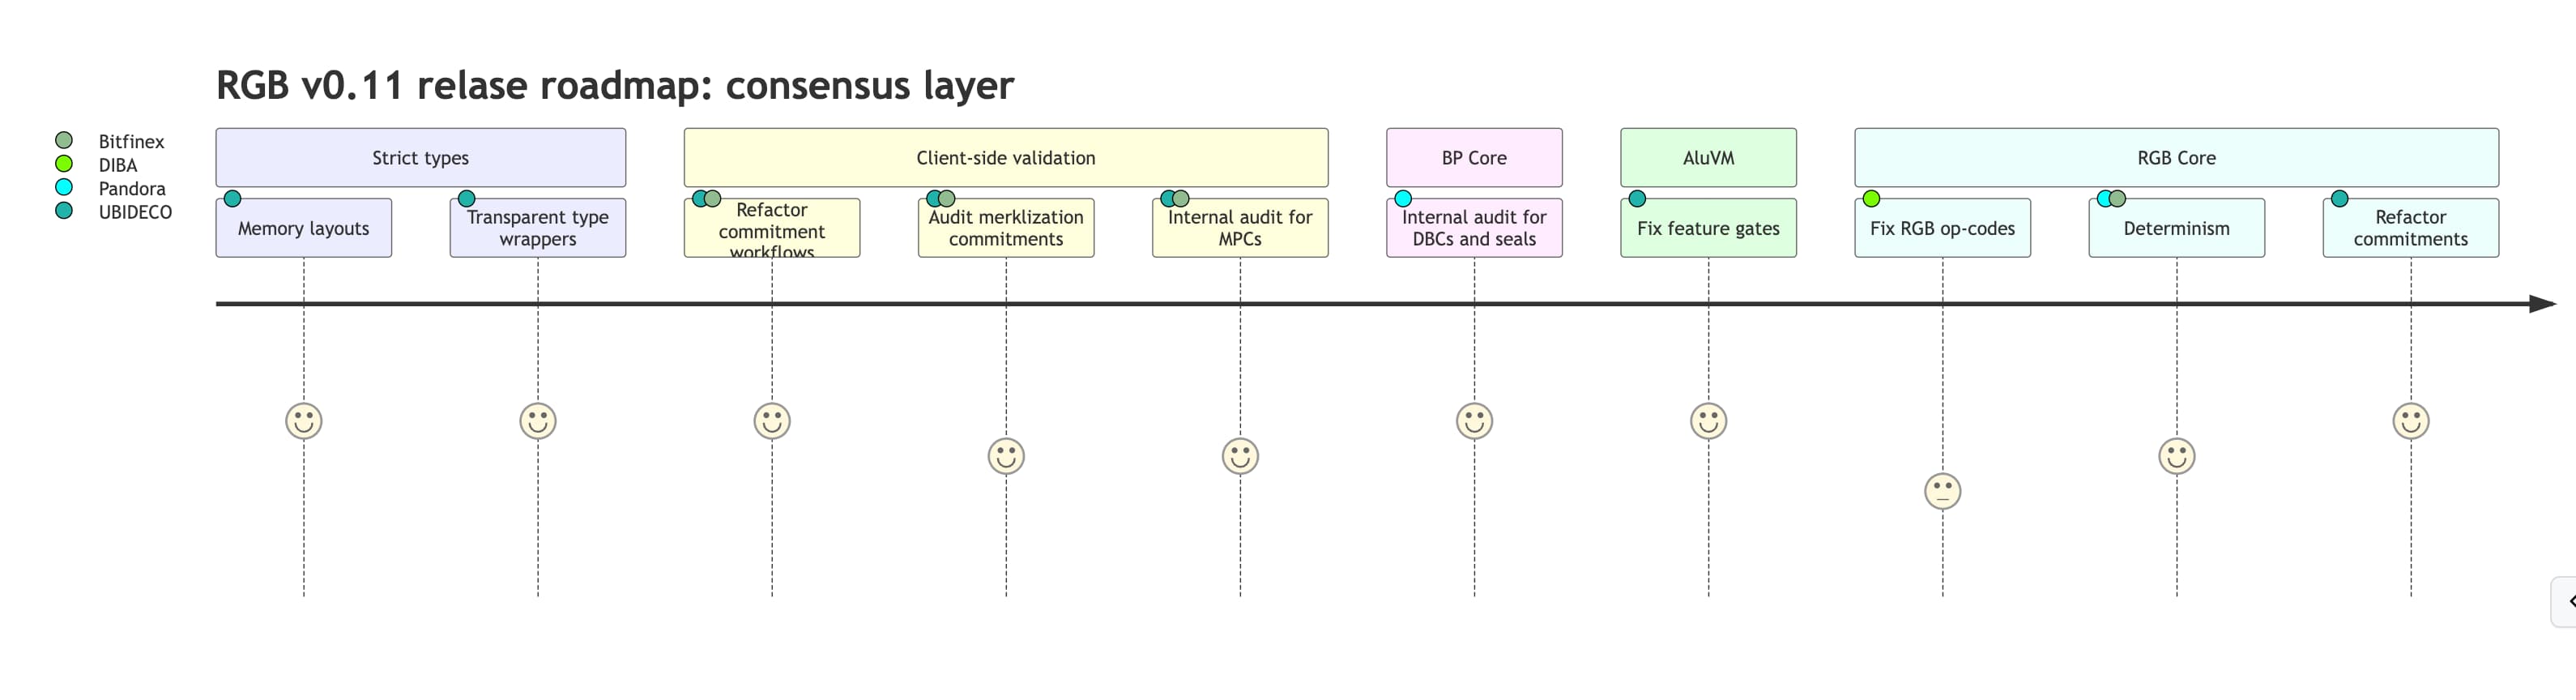 RGB v0.11 relase roadmap: consensus layer
Bitfinex
DIBA
Pandora
UBIDECO
Strict types
Client-side validation
BP Core
AluVM
RGB Core
Memory layouts
Transparent type
wrappers
Refactor
commitment
workflows
Audit merklization
commitments
Internal audit for
MPCs
Internal audit for
DBCs and seals
Fix feature gates
Fix RGB op-codes
Determinism
Refactor
commitments